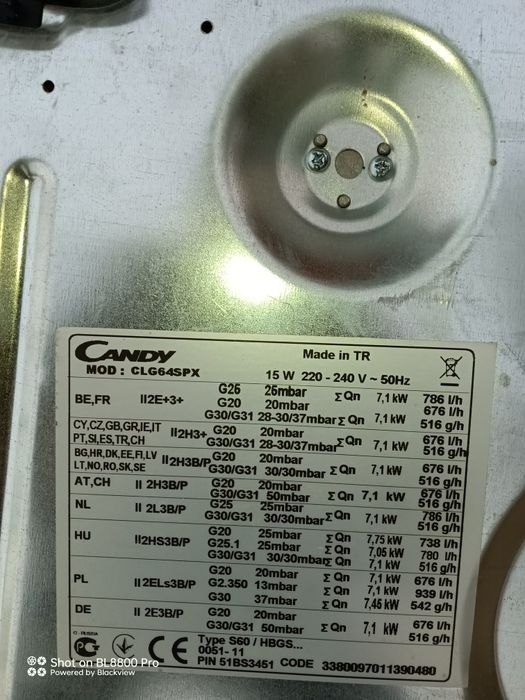 CANDY
Made in TR
MOD : CLG64SPX
15 W 220 - 240 V ~ 50Hz
BE,FR II2E+3+ G25 25mbar 786 l/h
G20 20mbar Σ Qn 7,1 kW 676 l/h
G30/G31 28-30/37mbar 516 g/h
CY,CZ,GB,GR,IE,IT
PT,SI,ES,TR,CH II2H3+ G20 20mbar Σ Qn 7,1 kW 676 l/h
G30/G31 28-30/37mbar 516 g/h
BG,HR,DK,EE,FI,LV
LT,NO,RO,SK,SE II2H3B/P G20 20mbar Σ Qn 7,1 kW 676 l/h
G30/G31 30/30mbar 516 g/h
AT,CH II 2H3B/P G20 20mbar Σ Qn 7,1 kW 676 l/h
G30/G31 50mbar 516 g/h
NL II 2L3B/P G25 25mbar Σ Qn 7,1 kW 786 l/h
G30/G31 30/30mbar 516 g/h
HU II2HS3B/P G20 25mbar Σ Qn 7,75 kW 738 l/h
G25.1 25mbar Σ Qn 7,05 kW 780 l/h
G30/G31 30/30mbar Σ Qn 7,1 kW 516 g/h
PL II 2ELs3B/P G20 20mbar Σ Qn 7,1 kW 676 l/h
G2.350 13mbar Σ Qn 7,1 kW 939 l/h
G30 37mbar Σ Qn 7,45 kW 542 g/h
DE II 2E3B/P G20 20mbar Σ Qn 7,1 kW 676 l/h
G30/G31 50mbar 516 g/h
CE
Type S60 / HBGS...
0051- 11
PIN 51BS3451 CODE 3380097011390480
Shot on BL8800 Pro
Powered by Blackview